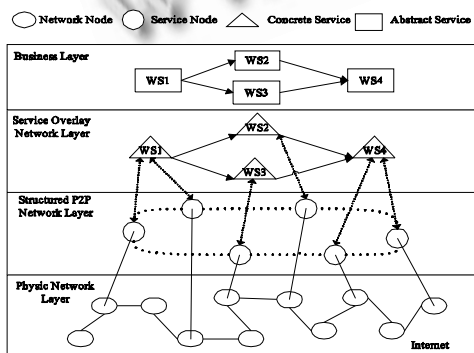 Network Node Service Node Concrete Service Abstract Service
Business Layer
WS1
WS2
WS3
WS4
Service Overlay
Network Layer
WS1
WS2
WS3
WS4
Structured P2P
Network Layer
Physic Network
Layer
Internet